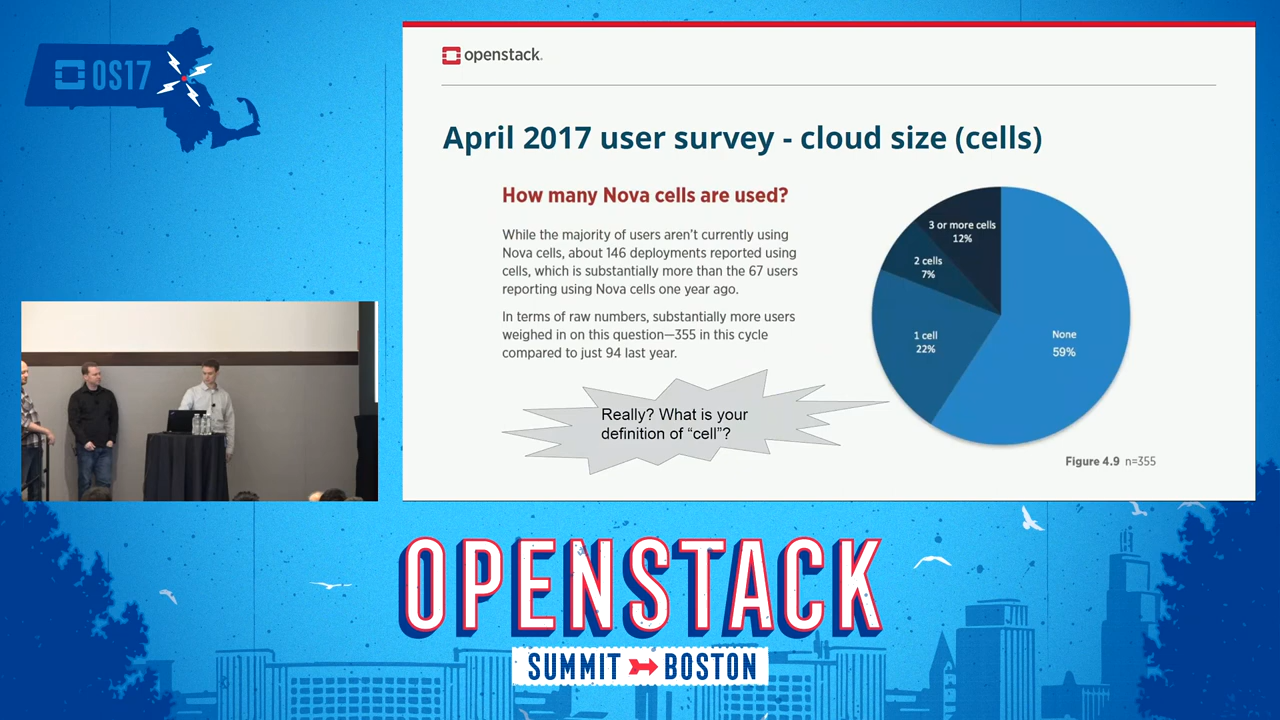 OS17
openstack.
April 2017 user survey - cloud size (cells)
How many Nova cells are used?
While the majority of users aren't currently using
Nova cells, about 146 deployments reported using
cells, which is substantially more than the 67 users
reporting using Nova cells one year ago.
In terms of raw numbers, substantially more users
weighed in on this question—355 in this cycle
compared to just 94 last year.
Really? What is your
definition of “cell”?
3 or more cells
12%
2 cells
7%
1 cell
22%
None
59%
Figure 4.9 n=355
OPENSTACK
SUMMIT BOSTON